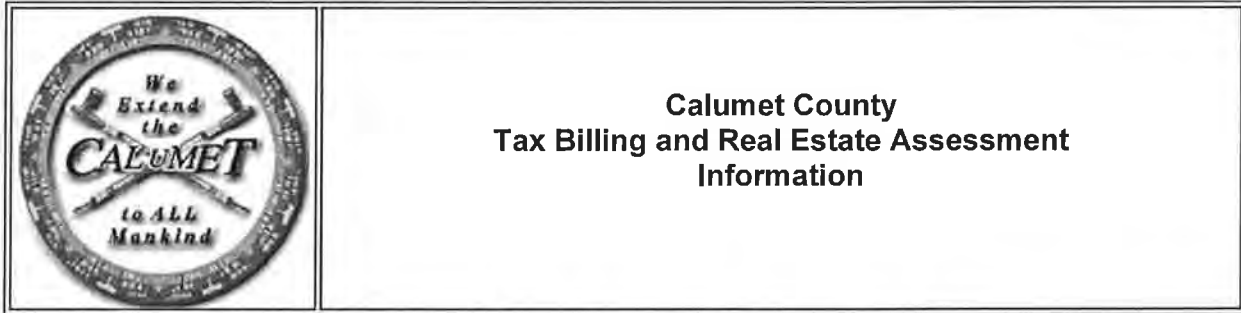 We
Extend
the
CALUMET
to ALL
Mankind
Calumet County
Tax Billing and Real Estate Assessment
Information